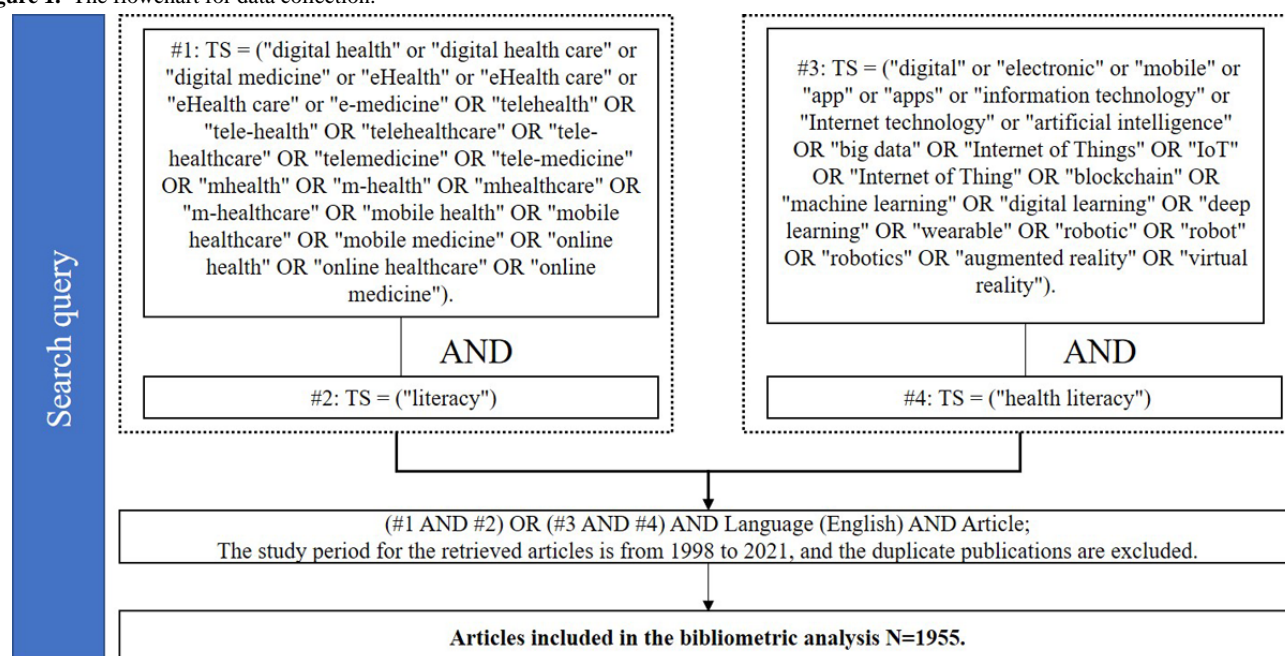 Figure 1. The flowchart for data collection.
Search query
#1: TS = ("digital health" or "digital health care" or
"digital medicine" or "eHealth" or "eHealth care" or
"eHealth care" or "e-medicine" OR "telehealth" OR
"tele-health" OR "telehealthcare" OR "tele-
healthcare" OR "telemedicine" OR "tele-medicine"
OR "mhealth" OR "m-health" OR "mhealthcare" OR
"m-healthcare" OR "mobile health" OR "mobile
healthcare" OR "mobile medicine" OR "online
health" OR "online healthcare" OR "online
medicine").
AND
#2: TS = ("literacy")
#3: TS = ("digital" or "electronic" or "mobile" or
"app" or "apps" or "information technology" or
"Internet technology" or "artificial intelligence"
OR "big data" OR "Internet of Things" OR "IoT"
OR "Internet of Thing" OR "blockchain" OR
"machine learning" OR "digital learning" OR "deep
learning" OR "wearable" OR "robotic" OR "robot"
OR "robotics" OR "augmented reality" OR "virtual
reality").
AND
#4: TS = ("health literacy")
(#1 AND #2) OR (#3 AND #4) AND Language (English) AND Article;
The study period for the retrieved articles is from 1998 to 2021, and the duplicate publications are excluded.
Articles included in the bibliometric analysis N=1955.